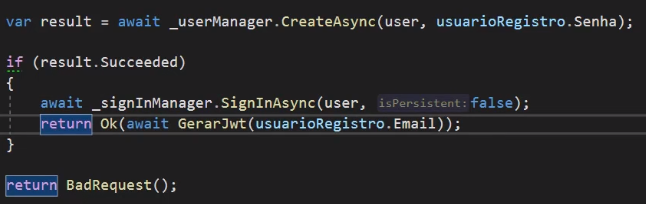 var result = await _userManager.CreateAsync(user, usuarioRegistro.Senha);
if (result.Succeeded)
{
await _signInManager.SignInAsync(user, isPersistent:false);
return Ok(await GerarJwt(usuarioRegistro.Email));
}
return BadRequest();